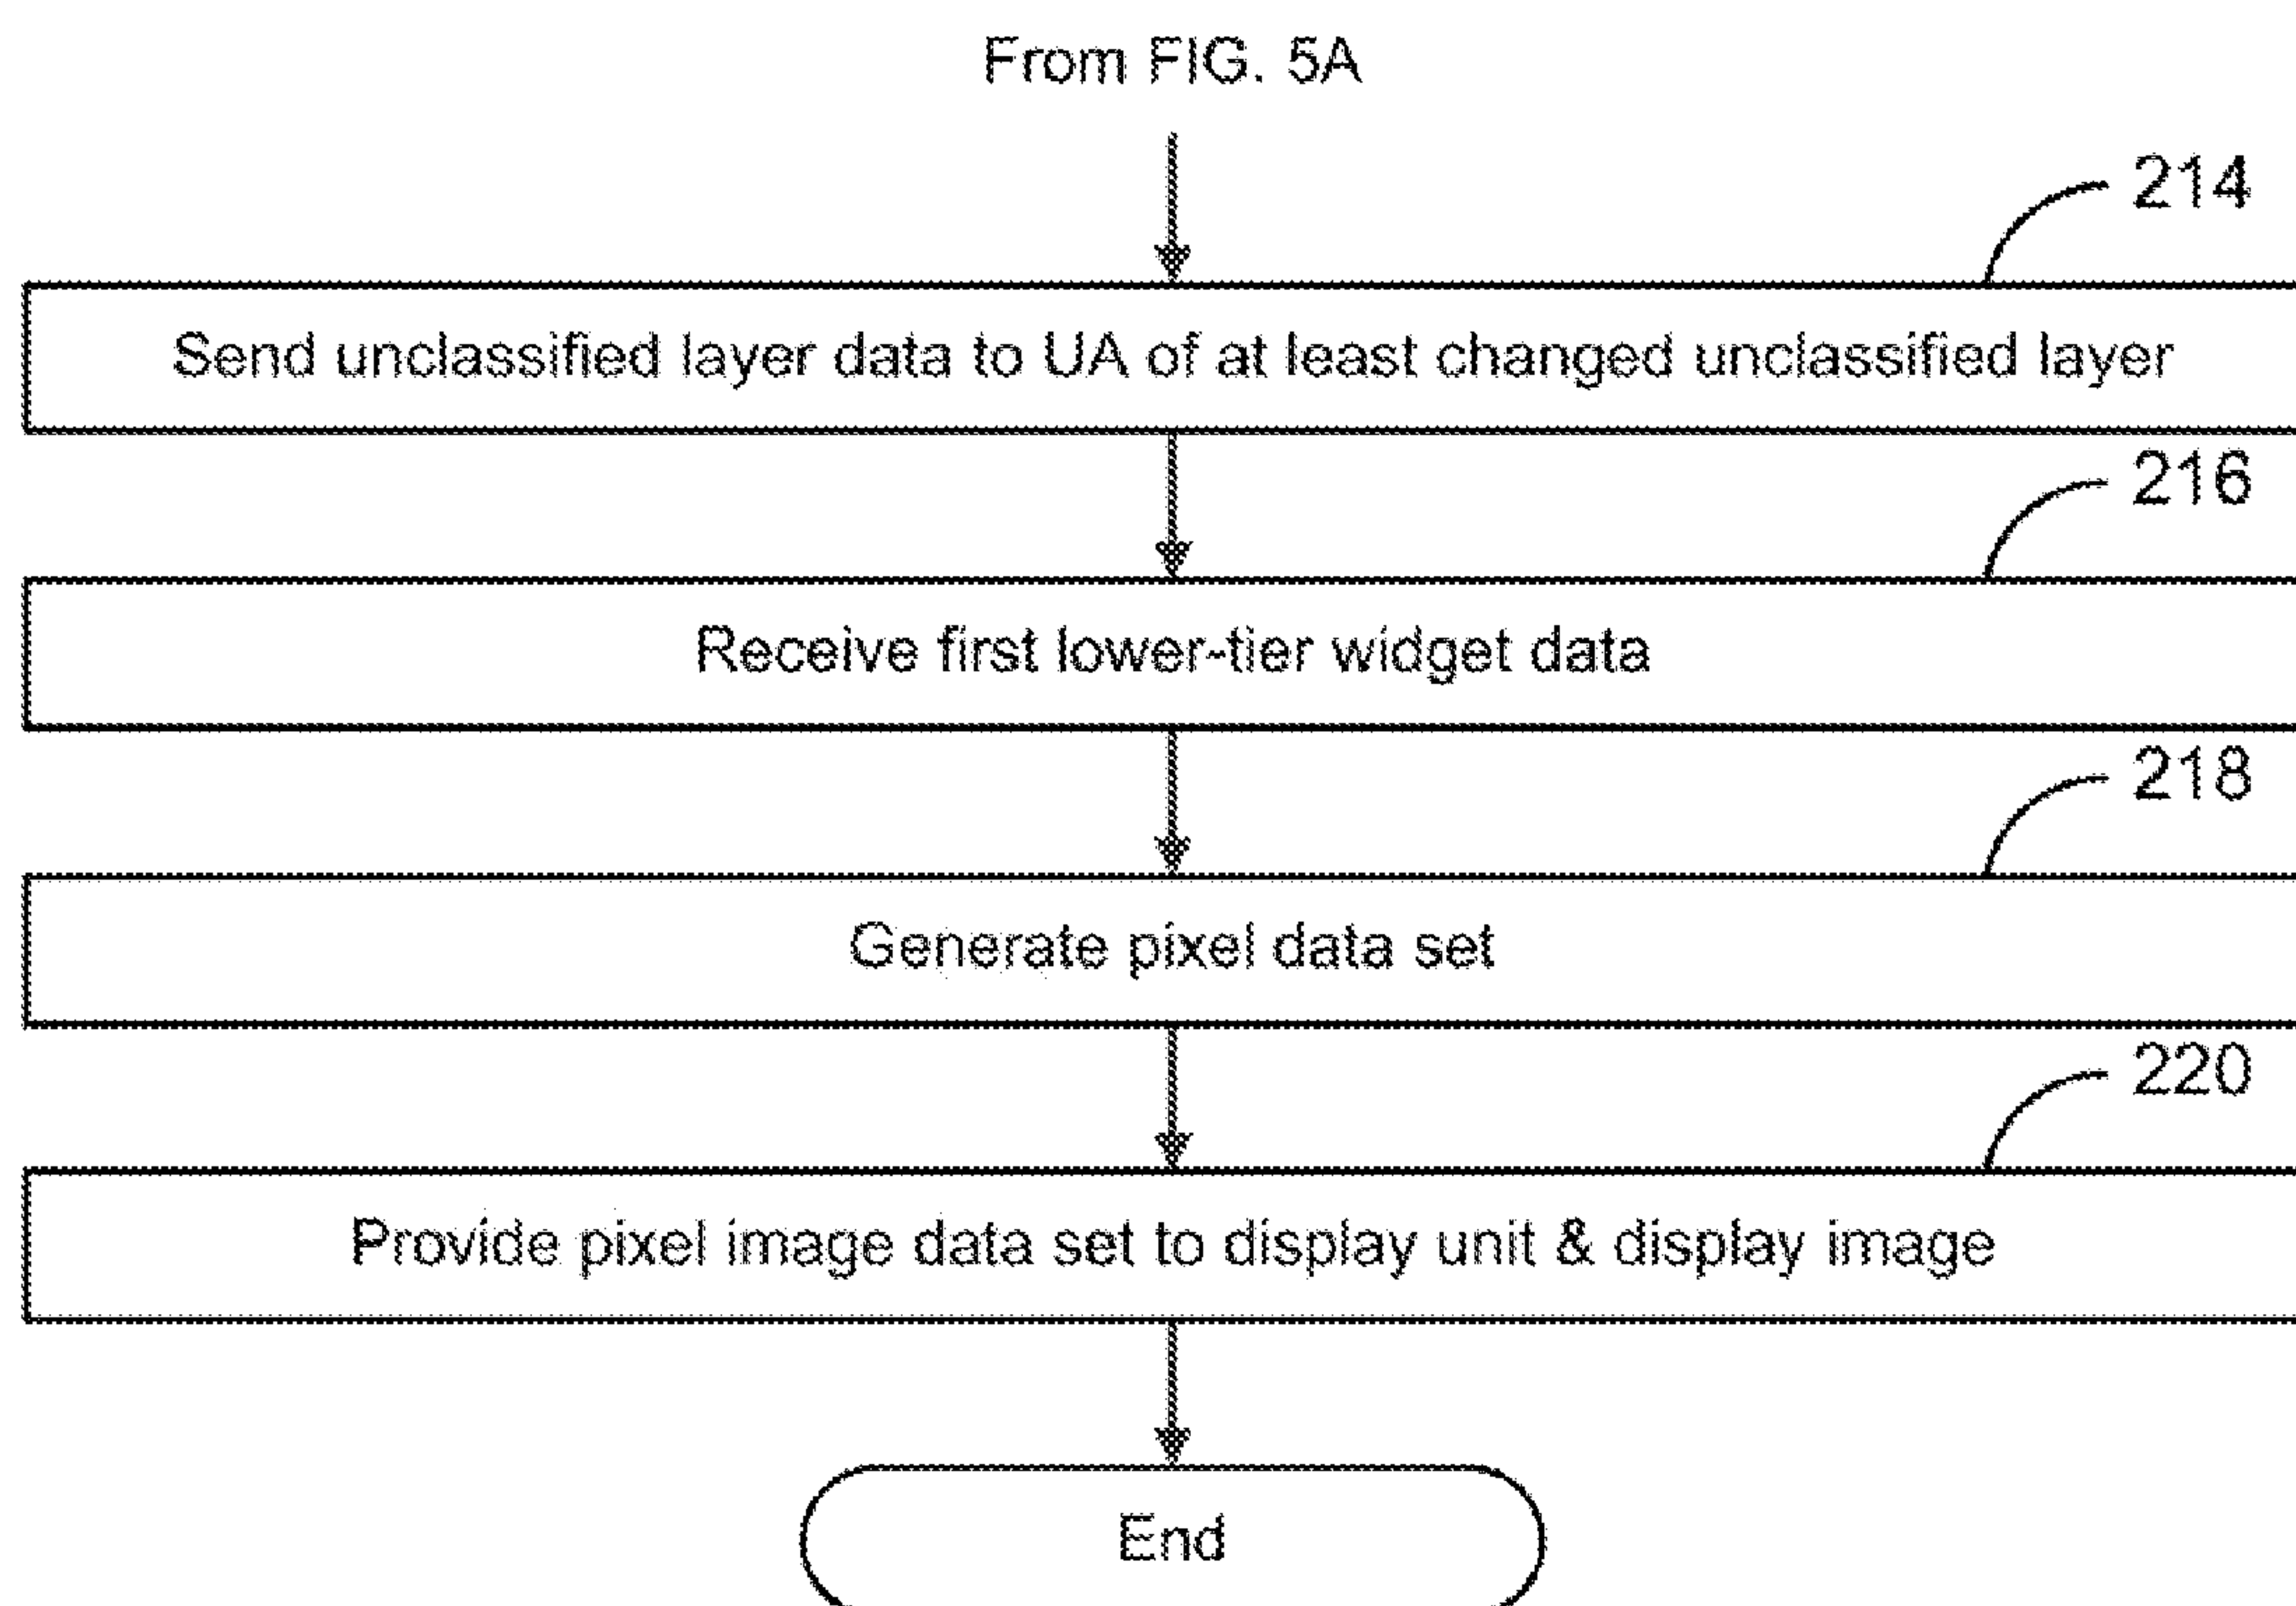 From FIG. 5A
214
Send unclassified layer data to UA of at least changed unclassified layer
216
Receive first lower-tier widget data
218
Generate pixel data set
220
Provide pixel image data set to display unit & display image
End